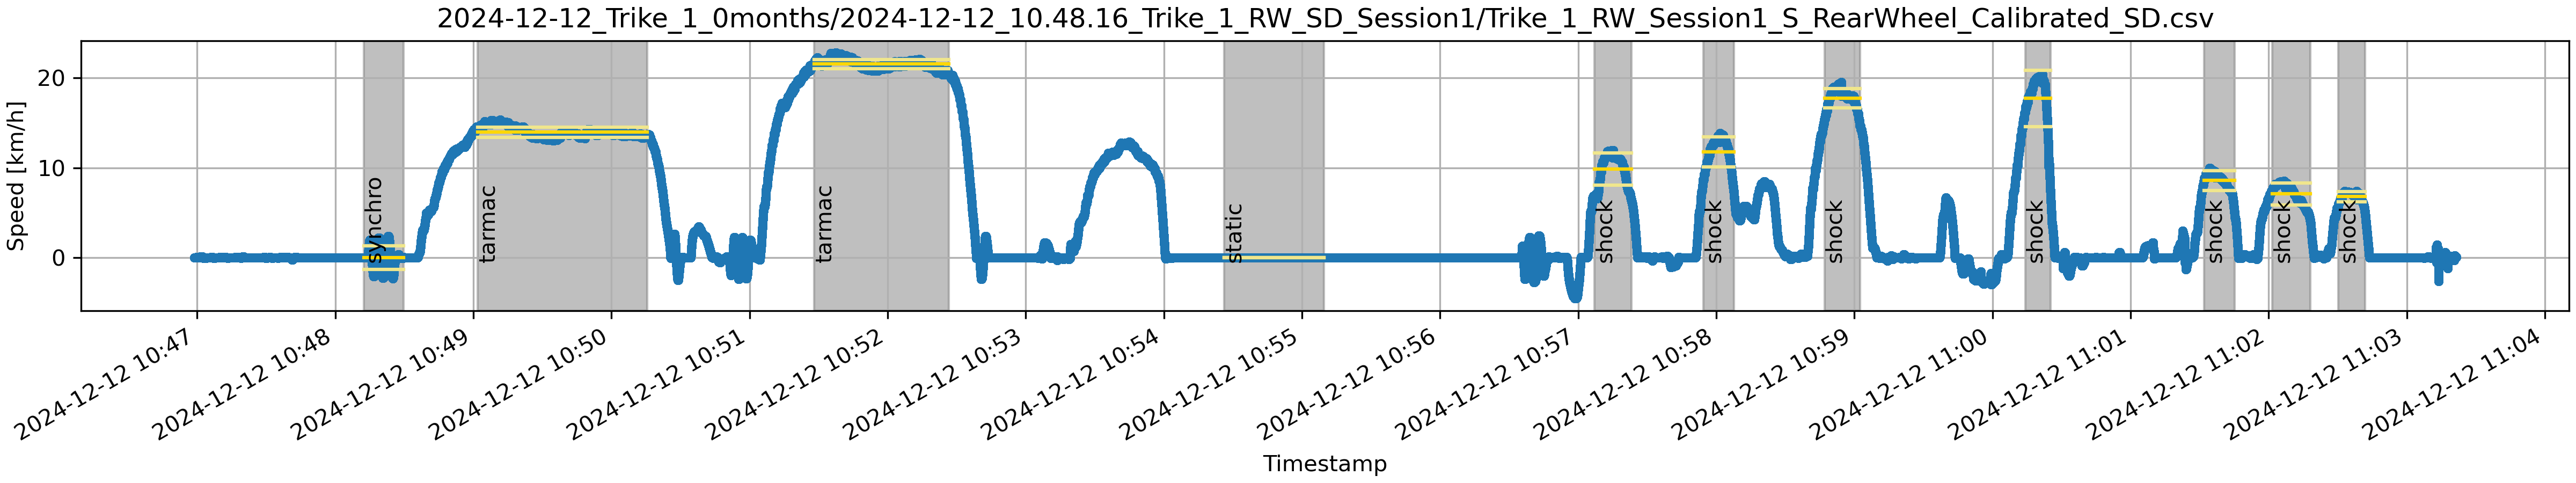 2024-12-12_Trike_1_0months/2024-12-12_10.48.16_Trike_1_RW_SD_Session1/Trike_1_RW_Session1_S_RearWheel_Calibrated_SD.csv
Speed [km/h]
20
10
0
synchro
tarmac
tarmac
static
shock
shock
shock
shock
shock
shock
shock
2024-12-12 10:47
2024-12-12 10:48
2024-12-12 10:49
2024-12-12 10:50
2024-12-12 10:51
2024-12-12 10:52
2024-12-12 10:53
2024-12-12 10:54
2024-12-12 10:55
2024-12-12 10:56
2024-12-12 10:57
2024-12-12 10:58
2024-12-12 10:59
2024-12-12 11:00
2024-12-12 11:01
2024-12-12 11:02
2024-12-12 11:03
2024-12-12 11:04
Timestamp